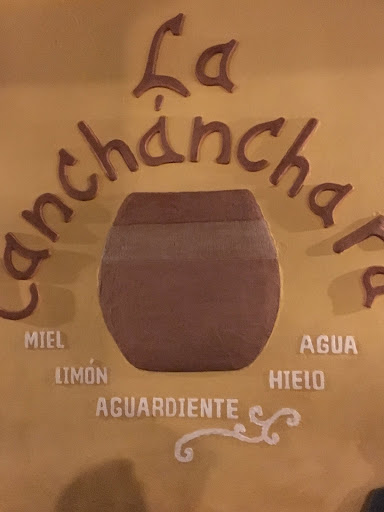 La
Canchánchara
MIEL
AGUA
LIMÓN
HIELO
AGUARDIENTE